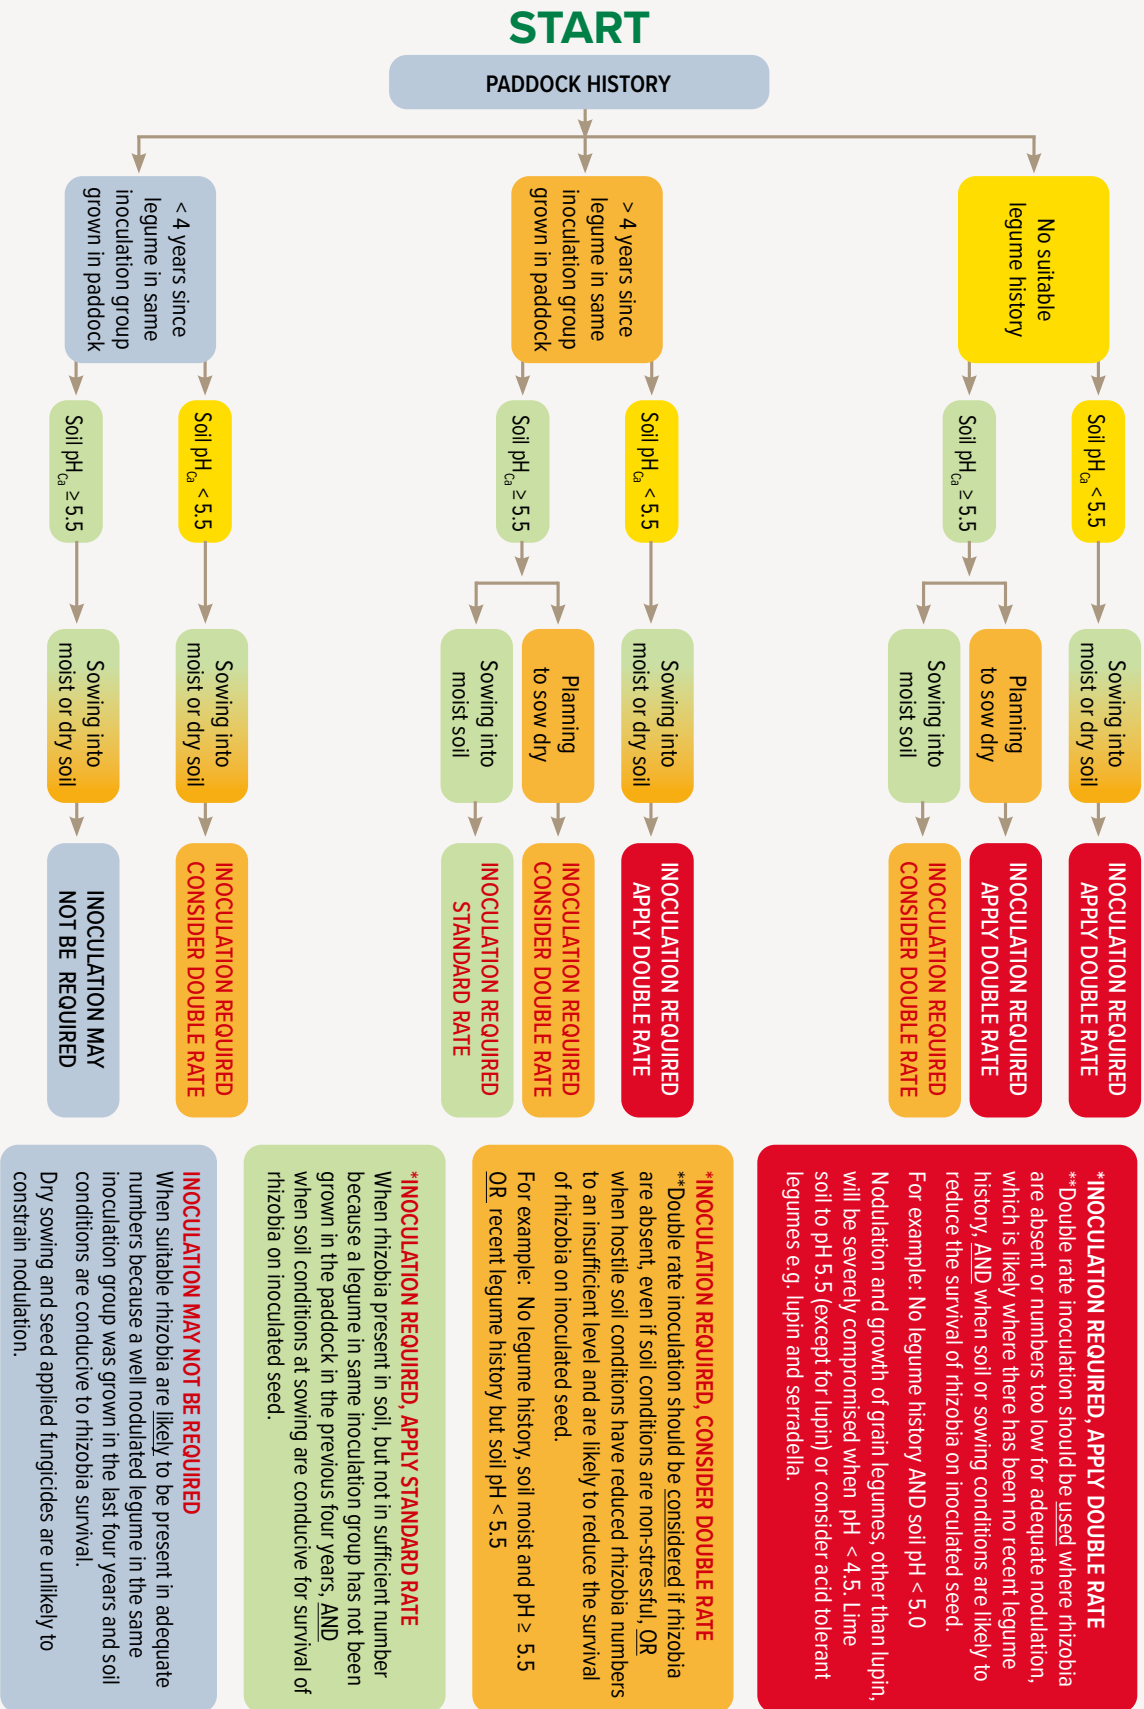 START
PADDOCK HISTORY
No suitable
legume history
Soil pHCa < 5.5
Sowing into
moist or dry soil
INOCULATION REQUIRED
APPLY DOUBLE RATE
Soil pHCa ≥ 5.5
Planning
to sow dry
INOCULATION REQUIRED
APPLY DOUBLE RATE
Sowing into
moist soil
INOCULATION REQUIRED
CONSIDER DOUBLE RATE
> 4 years since
legume in same
inoculation group
grown in paddock
Soil pHCa < 5.5
Sowing into
moist or dry soil
INOCULATION REQUIRED
APPLY DOUBLE RATE
Soil pHCa ≥ 5.5
Planning
to sow dry
INOCULATION REQUIRED
CONSIDER DOUBLE RATE
Sowing into
moist soil
INOCULATION REQUIRED
STANDARD RATE
< 4 years since
legume in same
inoculation group
grown in paddock
Soil pHCa < 5.5
Sowing into
moist or dry soil
INOCULATION REQUIRED
CONSIDER DOUBLE RATE
Soil pHCa ≥ 5.5
Sowing into
moist or dry soil
INOCULATION MAY
NOT BE REQUIRED
*INOCULATION REQUIRED, APPLY DOUBLE RATE
**Double rate inoculation should be used where rhizobia
are absent or numbers too low for adequate nodulation,
which is likely where there has been no recent legume
history, AND when soil or sowing conditions are likely to
reduce the survival of rhizobia on inoculated seed.
For example: No legume history AND soil pH < 5.0
Nodulation and growth of grain legumes, other than lupin,
will be severely compromised when pH < 4.5. Lime
soil to pH 5.5 (except for lupin) or consider acid tolerant
legumes e.g. lupin and serradella.
*INOCULATION REQUIRED, CONSIDER DOUBLE RATE
**Double rate inoculation should be considered if rhizobia
are absent, even if soil conditions are non-stressful, OR
when hostile soil conditions have reduced rhizobia numbers
to an insufficient level and are likely to reduce the survival
of rhizobia on inoculated seed.
For example: No legume history, soil moist and pH ≥ 5.5
OR recent legume history but soil pH < 5.5
*INOCULATION REQUIRED, APPLY STANDARD RATE
When rhizobia present in soil, but not in sufficient number
because a legume in same inoculation group has not been
grown in the paddock in the previous four years, AND
when soil conditions at sowing are conducive for survival of
rhizobia on inoculated seed.
INOCULATION MAY NOT BE REQUIRED
When suitable rhizobia are likely to be present in adequate
numbers because a well nodulated legume in the same
inoculation group was grown in the last four years and soil
conditions are conducive to rhizobia survival.
Dry sowing and seed applied fungicides are unlikely to
constrain nodulation.